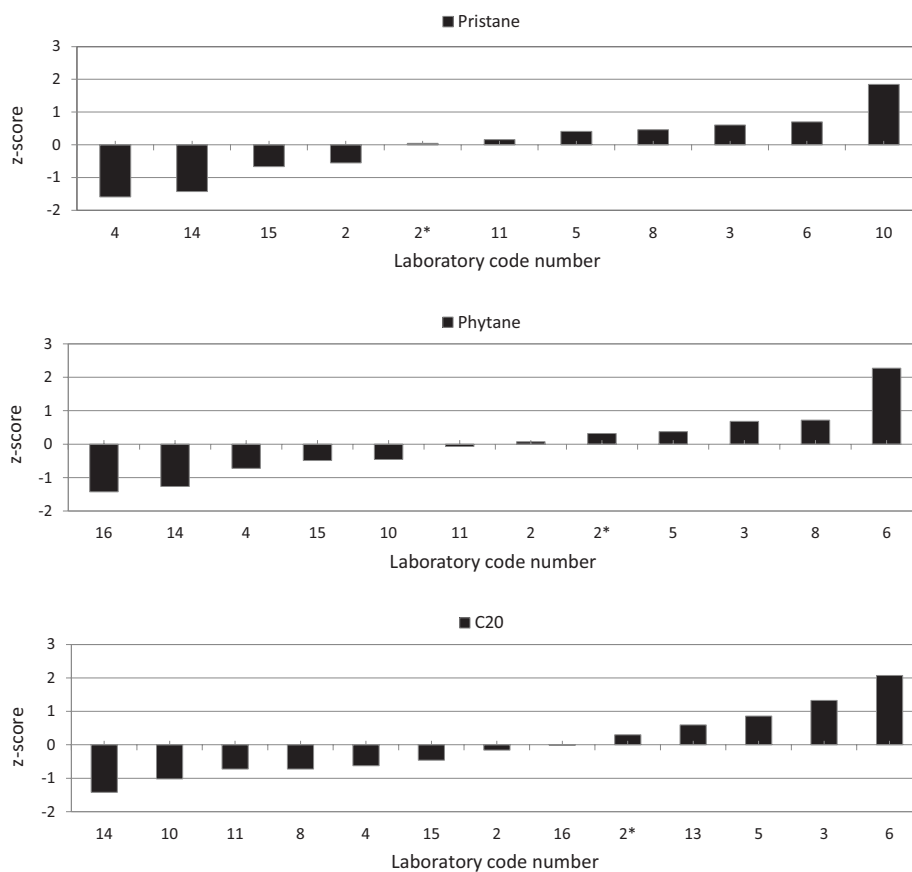 Pristane
3
2
1
0
-1
-2
z-score
4 14 15 2 2* 11 5 8 3 6 10
Laboratory code number
Phytane
3
2
1
0
-1
-2
z-score
16 14 4 15 10 11 2 2* 5 3 8 6
Laboratory code number
C20
3
2
1
0
-1
-2
z-score
14 10 11 8 4 15 2 16 2* 13 5 3 6
Laboratory code number